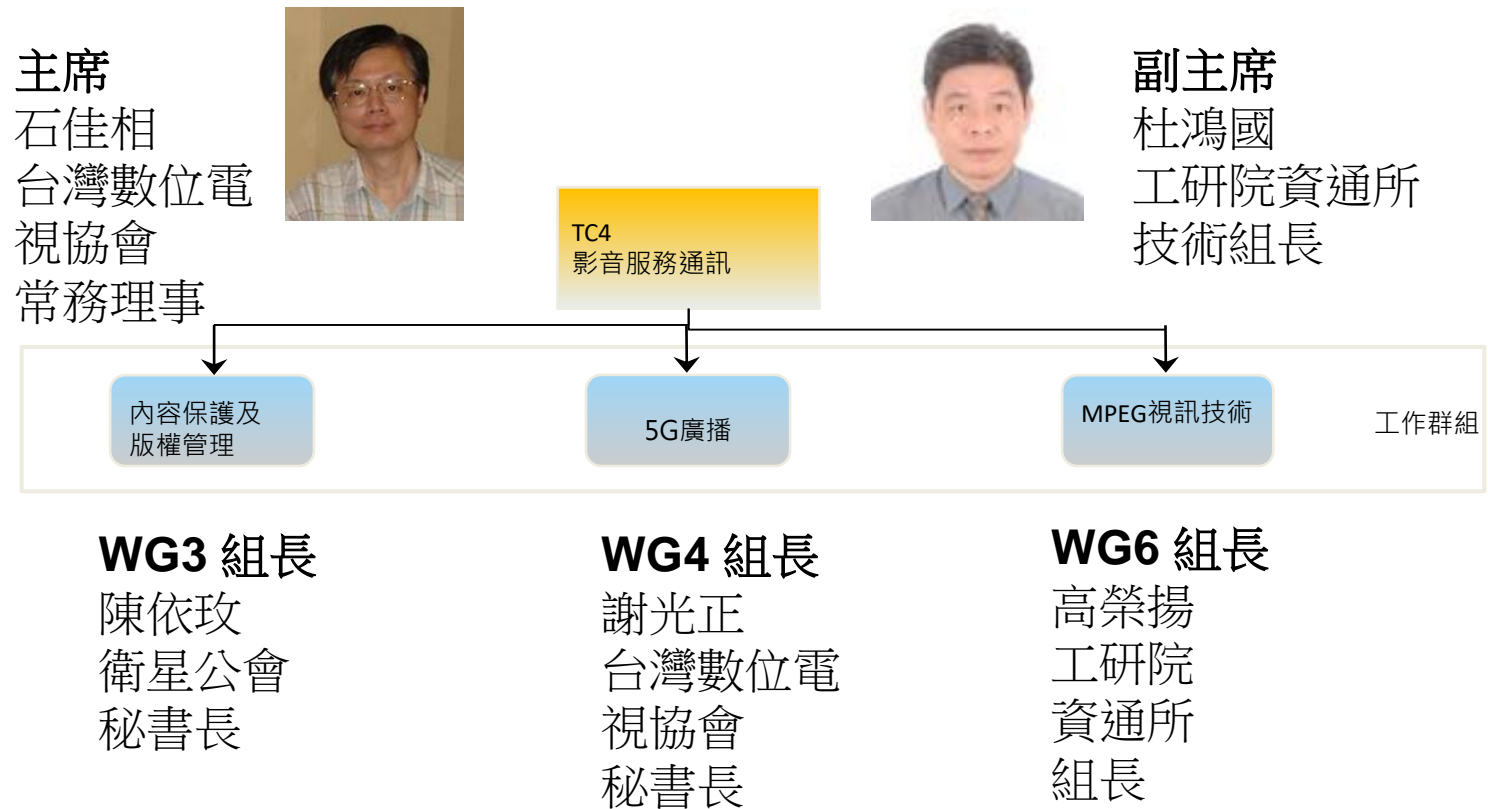 主席
石佳相
台灣數位電
視協會
常務理事
副主席
杜鴻國
工研院資通所
技術組長
TC4
影音服務通訊
內容保護及
版權管理
5G廣播
MPEG視訊技術
工作群組
WG3 組長
陳依玫
衛星公會
秘書長
WG4 組長
謝光正
台灣數位電
視協會
秘書長
WG6 組長
高榮揚
工研院
資通所
組長